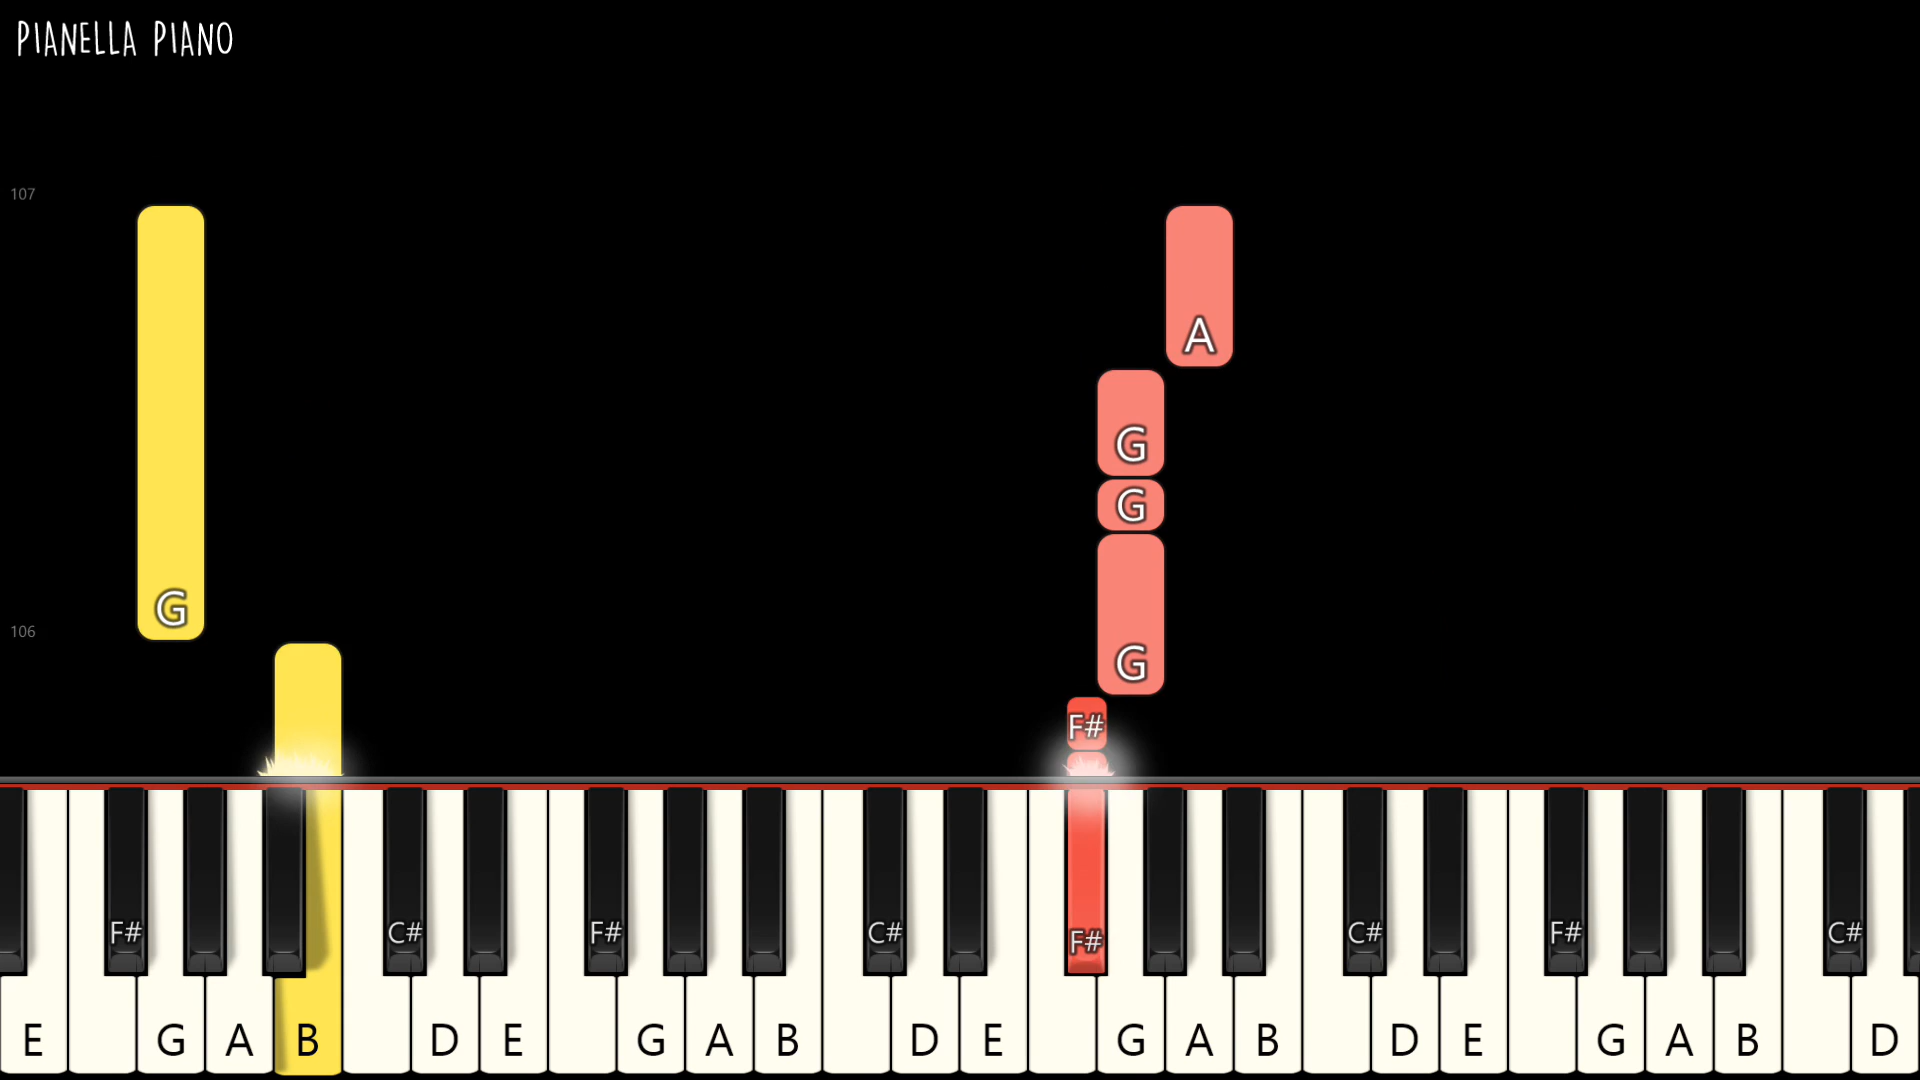 PIANELLA PIANO
107
A
G
G
G
106
G
F#
F# C# F# C# F# C# F# C#
E G A B D E G A B D E G A B D E G A B D